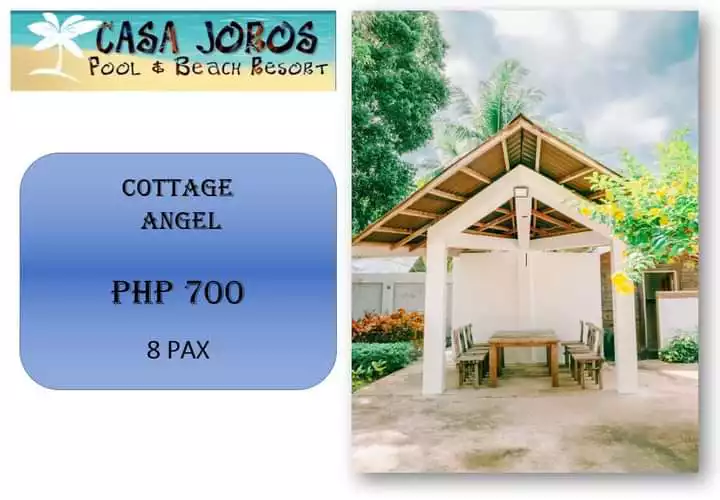 CASA JOBOS
POOL & BEACH RESORT
COTTAGE
ANGEL
PHP 700
8 PAX